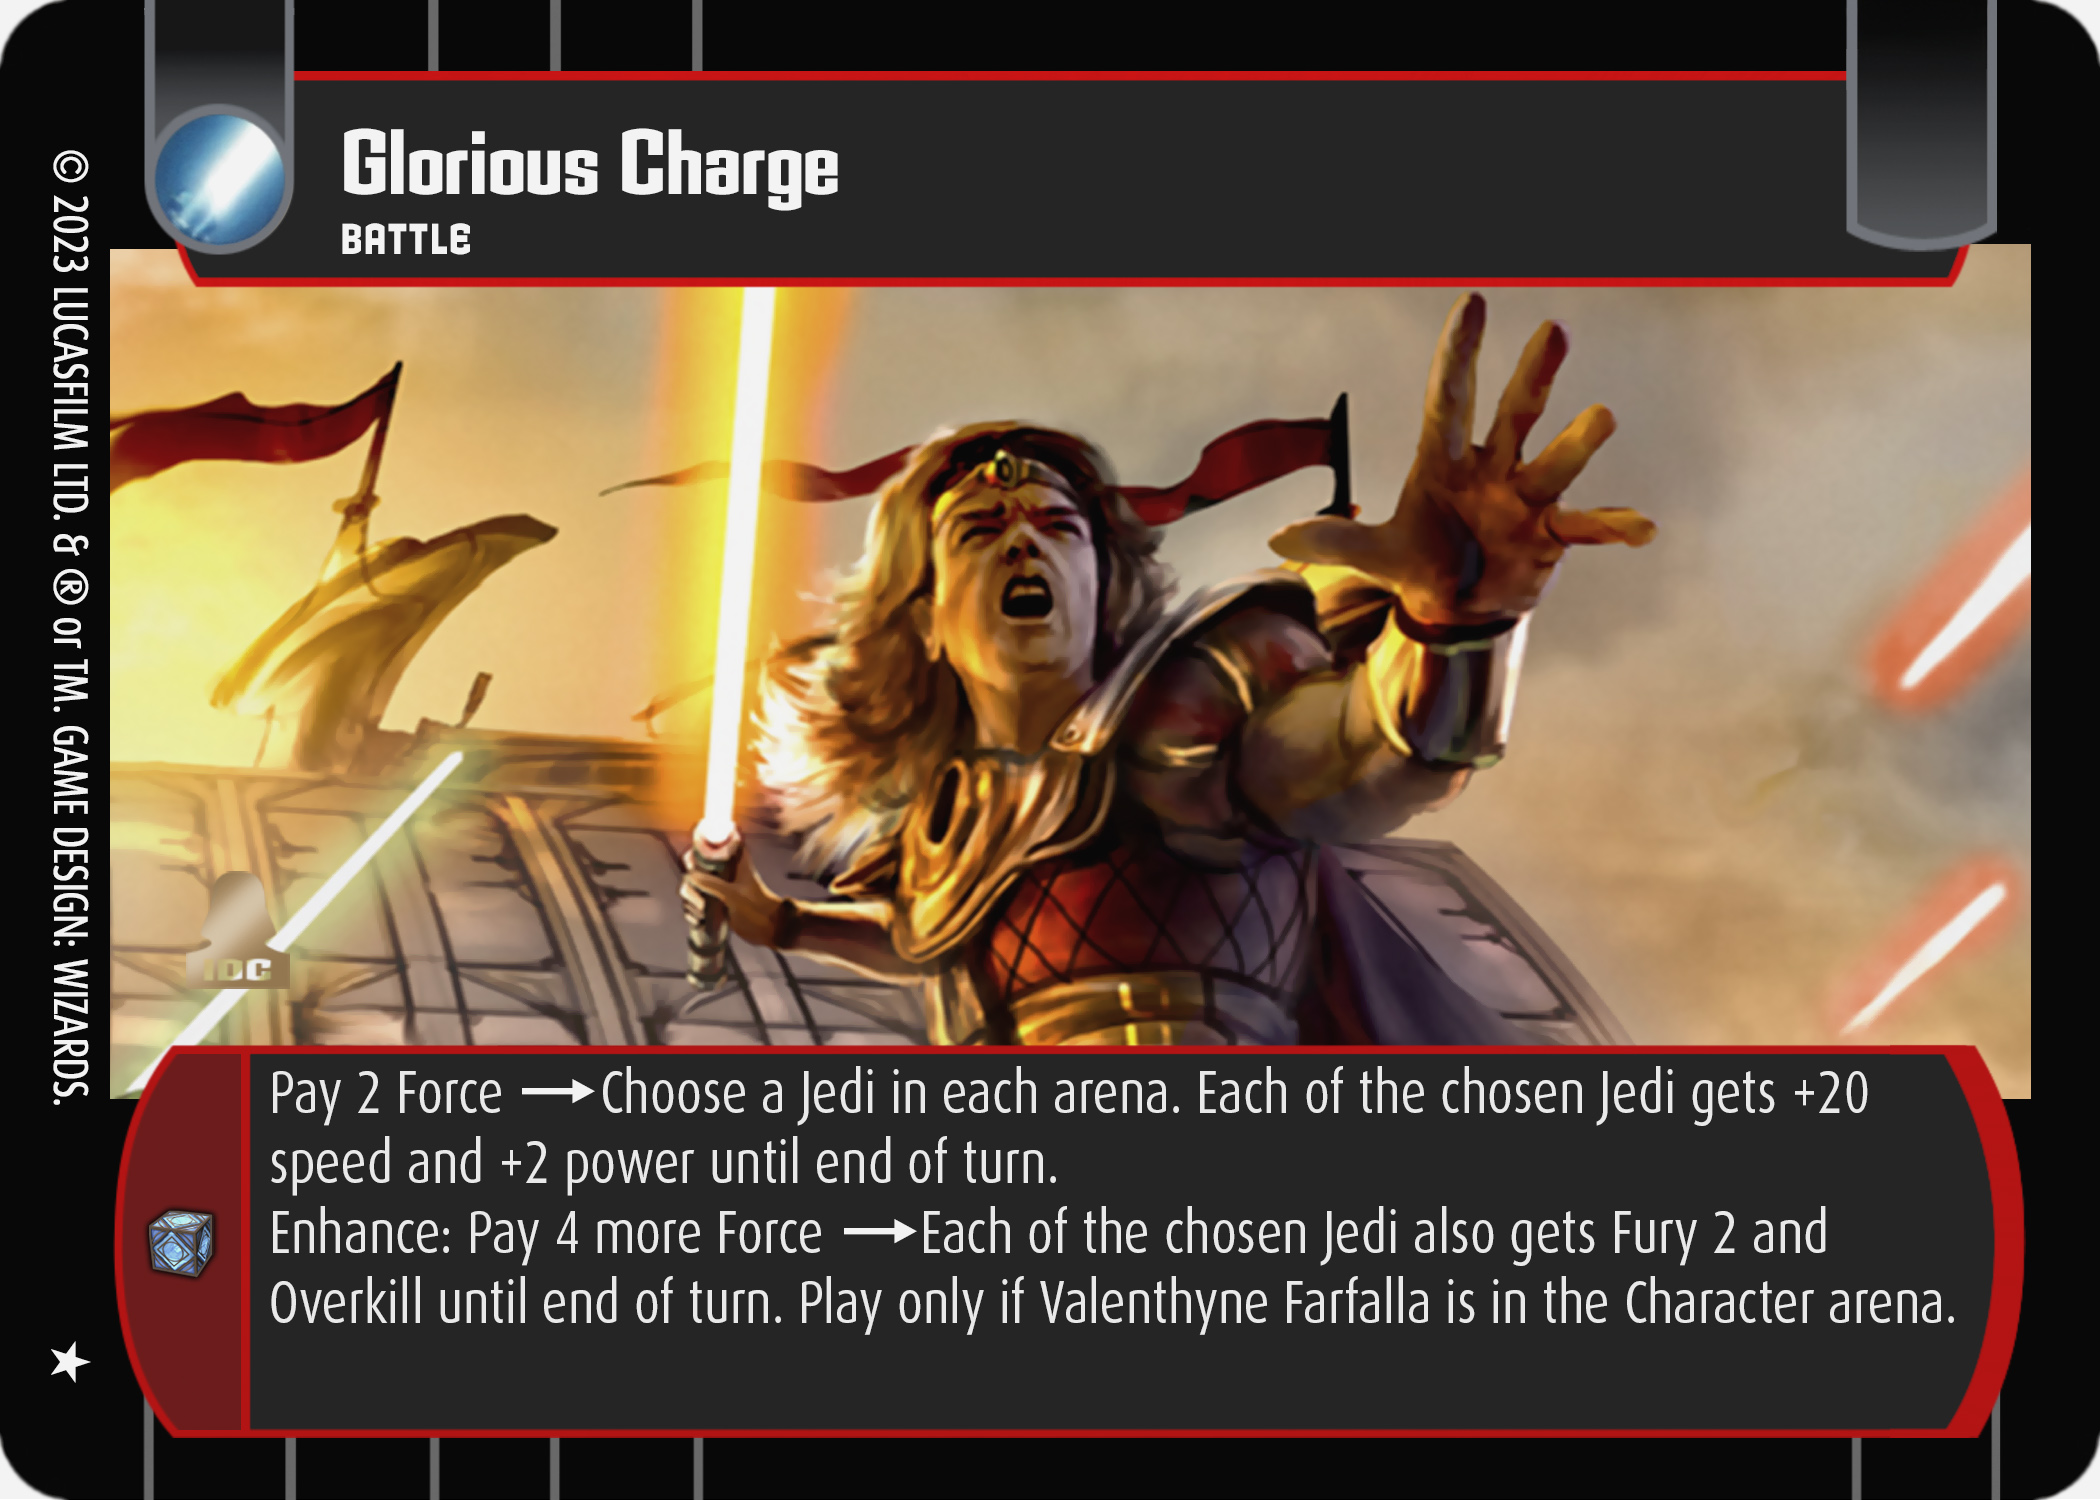 Glorious Charge
BATTLE
IDC
Pay 2 Force → Choose a Jedi in each arena. Each of the chosen Jedi gets +20
speed and +2 power until end of turn.
Enhance: Pay 4 more Force → Each of the chosen Jedi also gets Fury 2 and
Overkill until end of turn. Play only if Valenthyne Farfalla is in the Character arena.
© 2023 LUCASFILM LTD. & ® or TM. GAME DESIGN: WIZARDS.